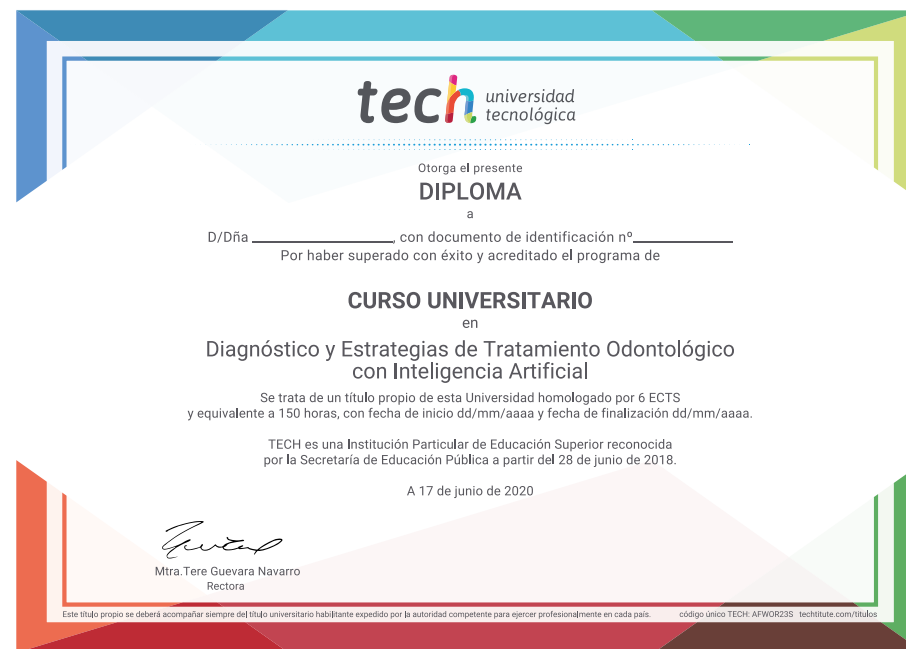 tech universidad
tecnológica
Otorga el presente
DIPLOMA
a
D/Dña ____________________, con documento de identificación nº______________
Por haber superado con éxito y acreditado el programa de
CURSO UNIVERSITARIO
en
Diagnóstico y Estrategias de Tratamiento Odontológico
con Inteligencia Artificial
Se trata de un título propio de esta Universidad homologado por 6 ECTS
y equivalente a 150 horas, con fecha de inicio dd/mm/aaaa y fecha de finalización dd/mm/aaaa.
TECH es una Institución Particular de Educación Superior reconocida
por la Secretaría de Educación Pública a partir del 28 de junio de 2018.
A 17 de junio de 2020
Mtra.Tere Guevara Navarro
Rectora
Este título propio se deberá acompañar siempre del título universitario habilitante expedido por la autoridad competente para ejercer profesionalmente en cada país. código único TECH: AFWOR23S techtitute.com/titulos